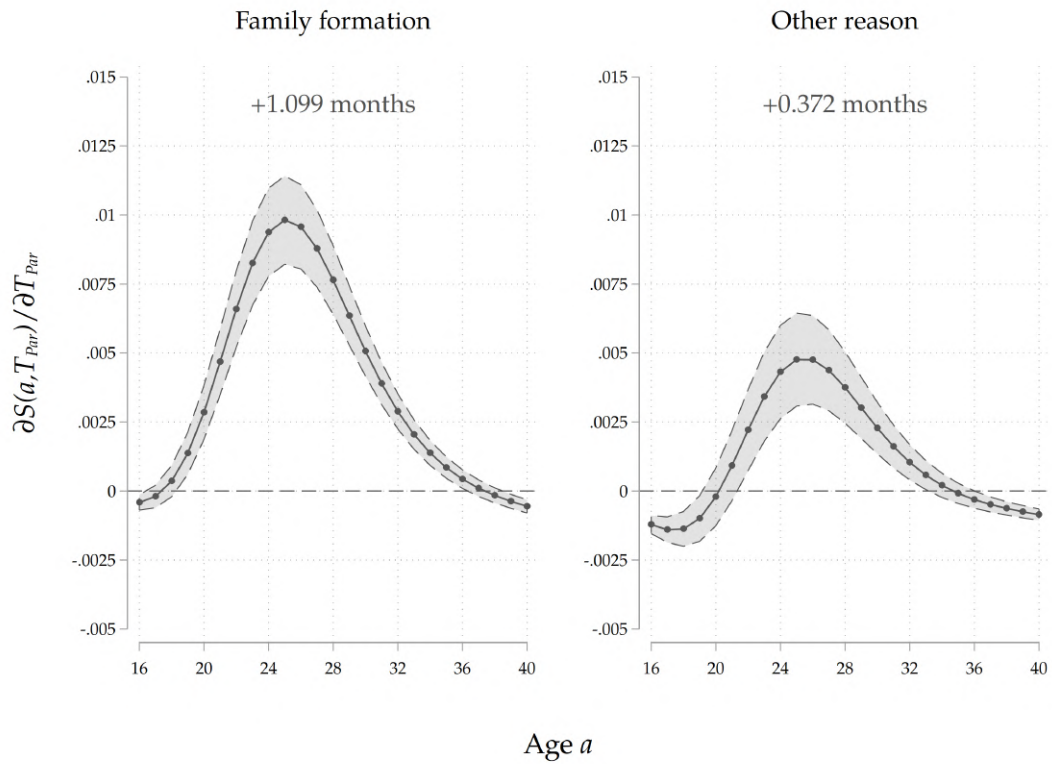 Family formation
Other reason
+1.099 months
+0.372 months
∂S(a,T_Par)/∂T_Par
.015
.0125
.01
.0075
.005
.0025
0
-.0025
-.005
16 20 24 28 32 36 40
.015
.0125
.01
.0075
.005
.0025
0
-.0025
-.005
16 20 24 28 32 36 40
Age a